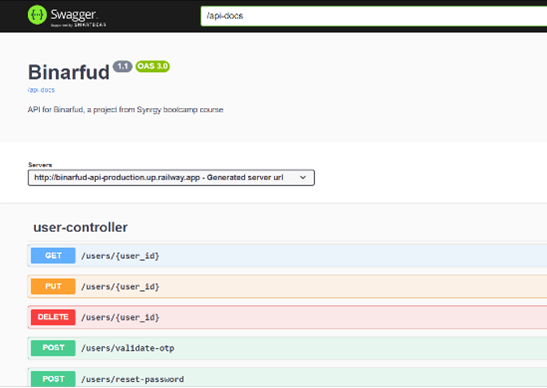 Swagger.
Supported by SMARTBEAR
/api-docs
Binarfud 1.1 OAS 3.0
/api-docs
API for Binarfud, a project from Synrgy bootcamp course
Servers
http://binarfud-api-production.up.railway.app - Generated server url
user-controller
GET /users/{user_id}
PUT /users/{user_id}
DELETE /users/{user_id}
POST /users/validate-otp
POST /users/reset-password